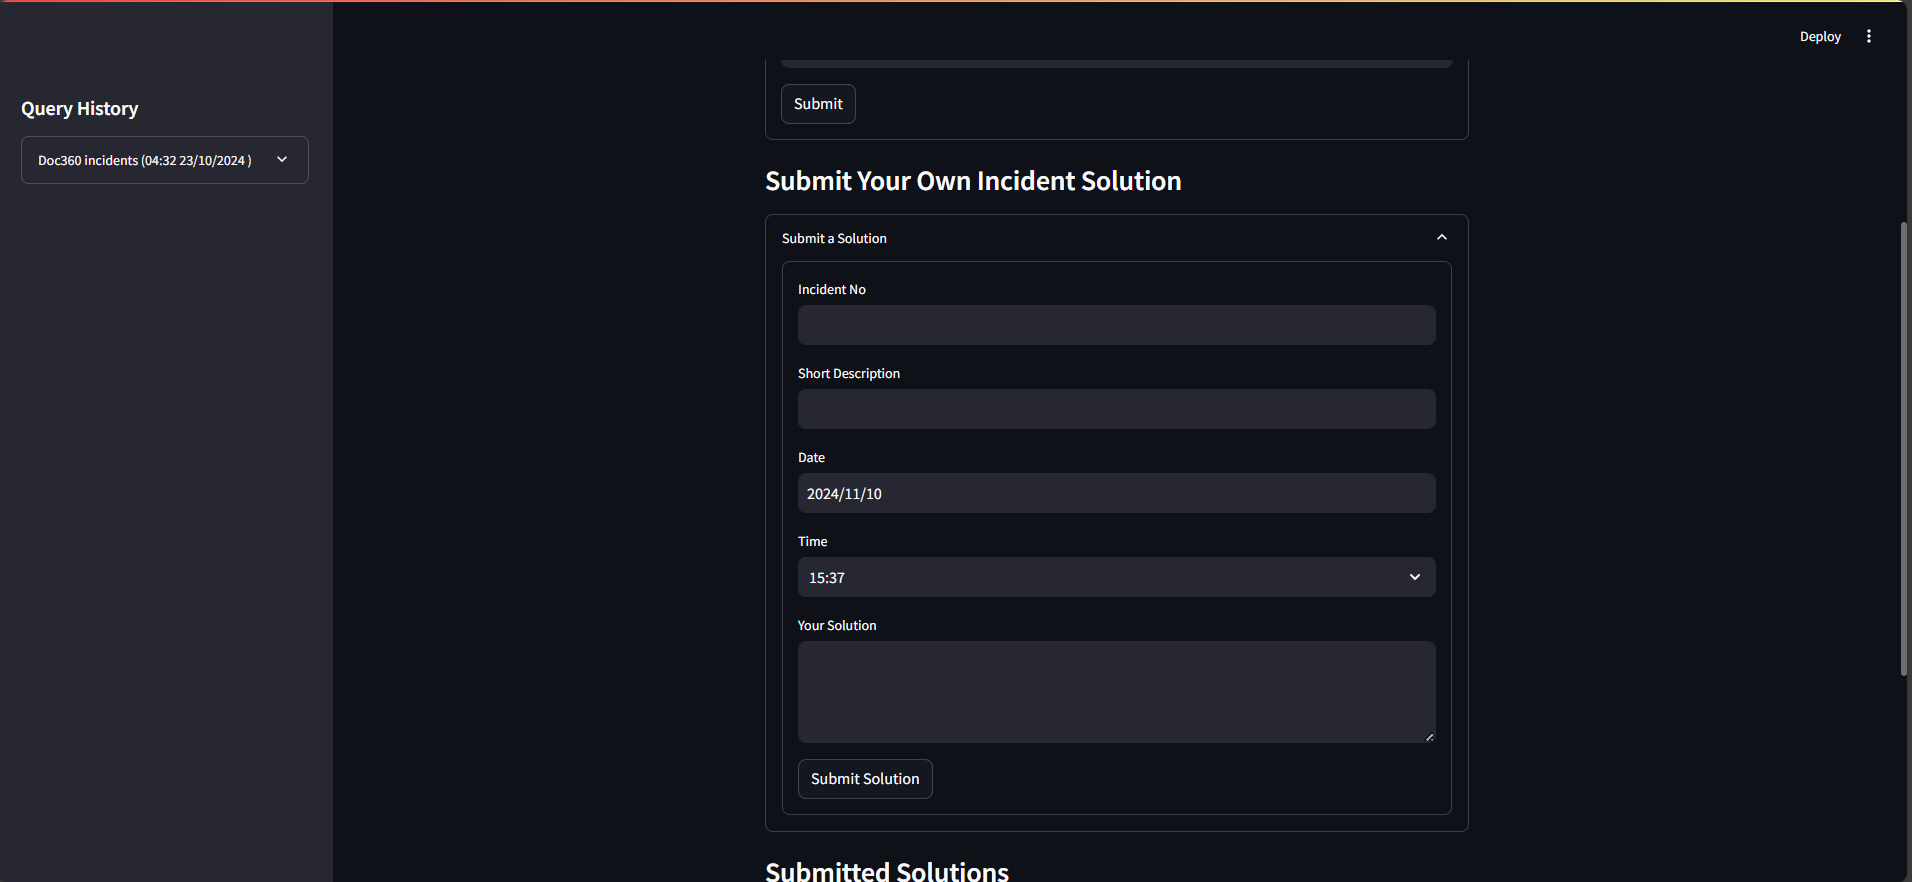 Deploy
Query History
Doc360 incidents (04:32 23/10/2024 )
Submit
Submit Your Own Incident Solution
Submit a Solution
Incident No
Short Description
Date
2024/11/10
Time
15:37
Your Solution
Submit Solution
Submitted Solutions